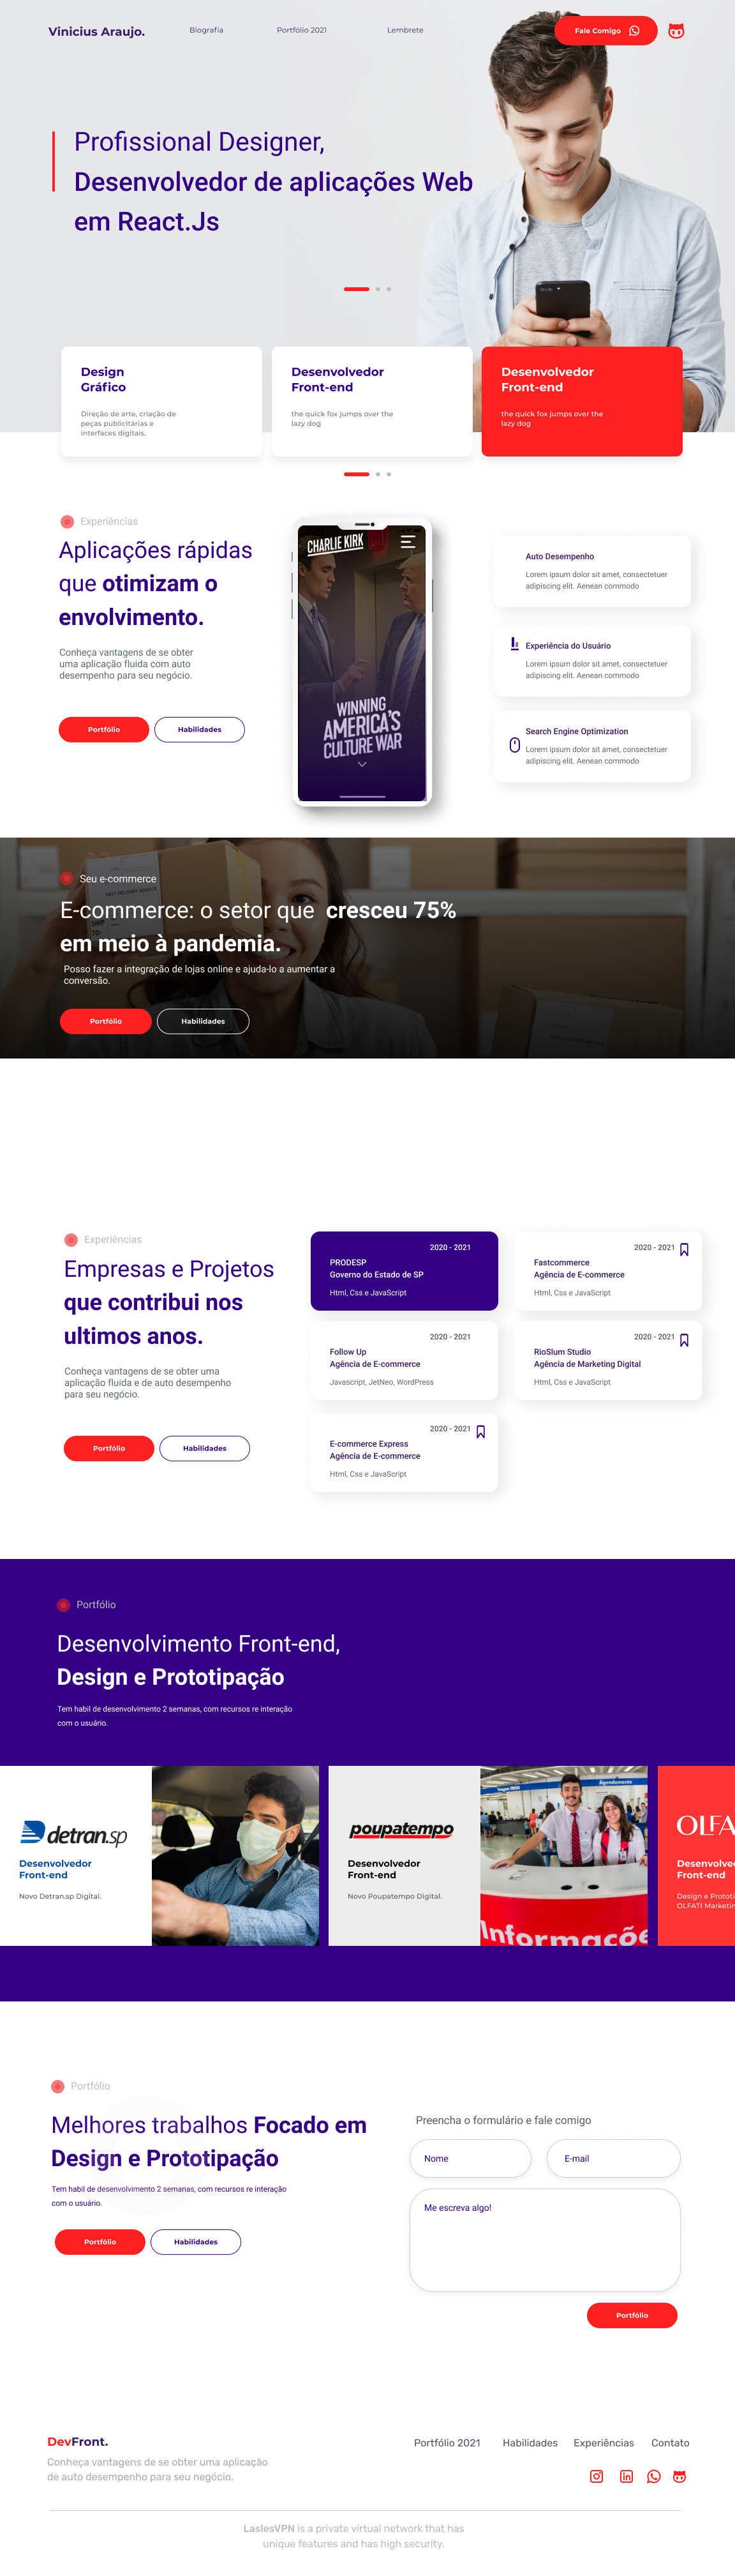 Vinicius Araujo.
Biografia
Portfólio 2021
Lembrete
Fale Comigo
Profissional Designer,
Desenvolvedor de aplicações Web
em React.Js
Design
Gráfico
Direção de arte, criação de
peças publicitárias e
interfaces digitais.
Desenvolvedor
Front-end
the quick fox jumps over the
lazy dog
Desenvolvedor
Front-end
the quick fox jumps over the
lazy dog
Experiências
Aplicações rápidas
que otimizam o
envolvimento.
Conheça vantagens de se obter
uma aplicação fluida com auto
desempenho para seu negócio.
Portfólio
Habilidades
CHARLIE KIRK
WINNING
AMERICA'S
CULTURE WAR
Auto Desempenho
Lorem ipsum dolor sit amet, consectetuer
adipiscing elit. Aenean commodo
Experiência do Usuário
Lorem ipsum dolor sit amet, consectetuer
adipiscing elit. Aenean commodo
Search Engine Optimization
Lorem ipsum dolor sit amet, consectetuer
adipiscing elit. Aenean commodo
Seu e-commerce
E-commerce: o setor que cresceu 75%
em meio à pandemia.
Posso fazer a integração de lojas online e ajuda-lo a aumentar a
conversão.
Portfólio
Habilidades
Experiências
Empresas e Projetos
que contribui nos
ultimos anos.
Conheça vantagens de se obter uma
aplicação fluida e de auto desempenho
para seu negócio.
Portfólio
Habilidades
2020 - 2021
PRODESP
Governo do Estado de SP
Html, Css e JavaScript
2020 - 2021
Fastcommerce
Agência de E-commerce
Html, Css e JavaScript
2020 - 2021
Follow Up
Agência de E-commerce
Javascript, JetNeo, WordPress
2020 - 2021
RioSlum Studio
Agência de Marketing Digital
Html, Css e JavaScript
2020 - 2021
E-commerce Express
Agência de E-commerce
Html, Css e JavaScript
Portfólio
Desenvolvimento Front-end,
Design e Prototipação
Tem habil de desenvolvimento 2 semanas, com recursos re interação
com o usuário.
detran.sp
Desenvolvedor
Front-end
Novo Detran.sp Digital.
poupatempo
Desenvolvedor
Front-end
Novo Poupatempo Digital.
Agendamento
Informaçõe
OLFA
Desenvolve
Front-end
Design e Prototi
OLFATI Marketin
Portfólio
Melhores trabalhos Focado em
Design e Prototipação
Tem habil de desenvolvimento 2 semanas, com recursos re interação
com o usuário.
Portfólio
Habilidades
Preencha o formulário e fale comigo
Nome
E-mail
Me escreva algo!
Portfólio
DevFront.
Conheça vantagens de se obter uma aplicação
de auto desempenho para seu negócio.
Portfólio 2021
Habilidades
Experiências
Contato
LaslesVPN is a private virtual network that has
unique features and has high security.